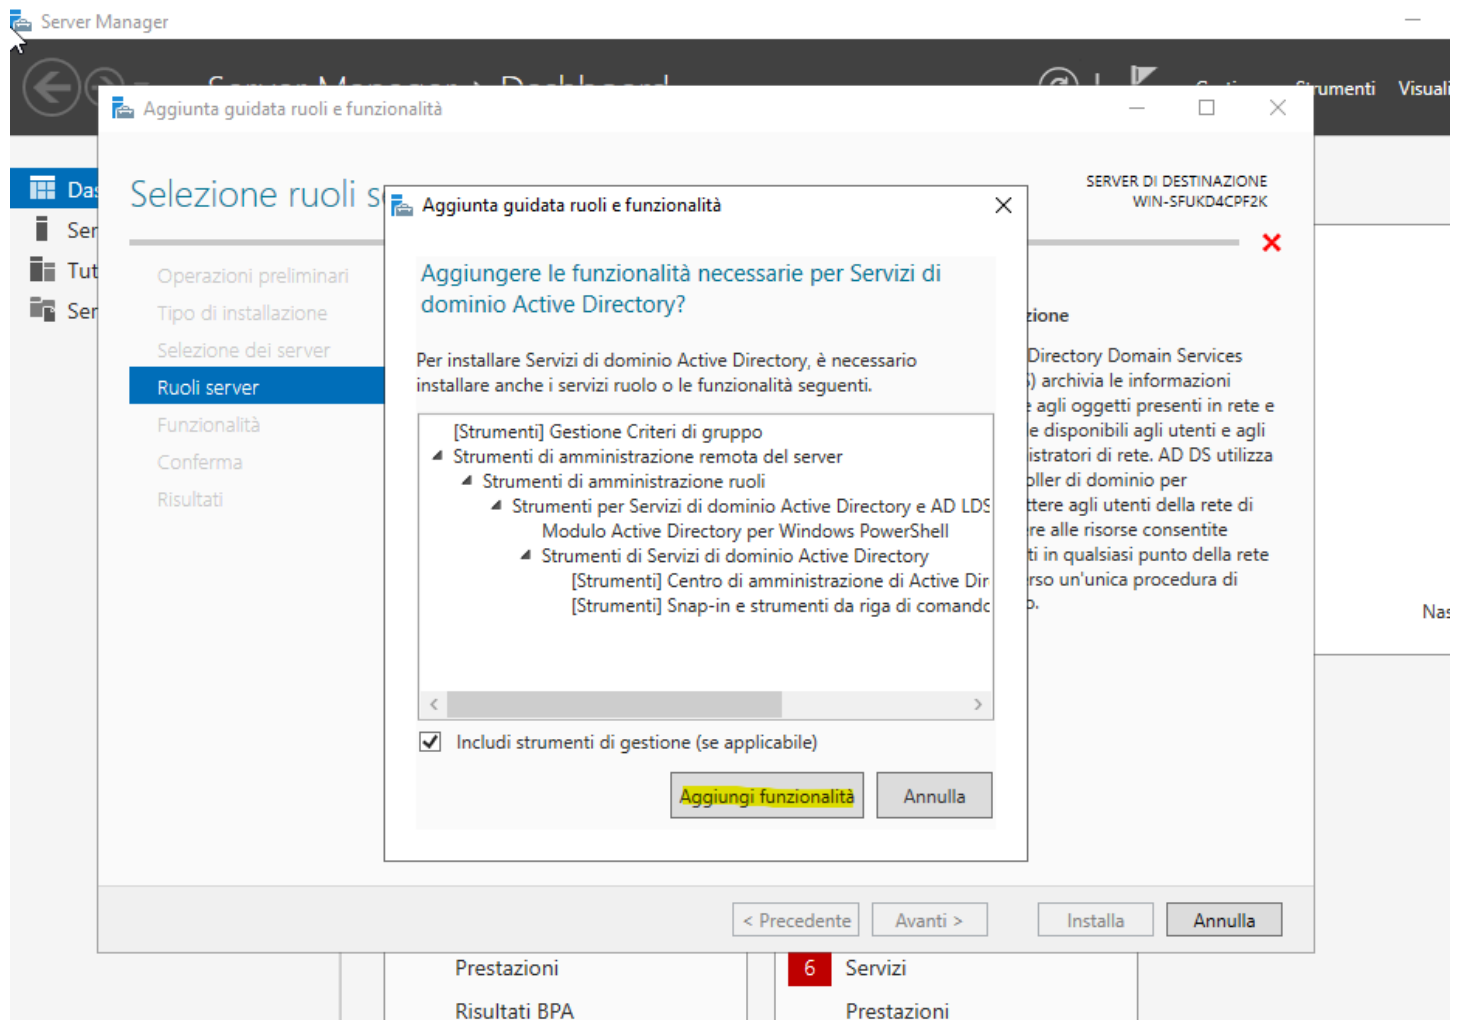 Server Manager
Strumenti
Visuali
Aggiunta guidata ruoli e funzionalità
Selezione ruoli s
SERVER DI DESTINAZIONE
WIN-SFUKD4CPF2K
Das
Ser
Tut
Ser
Operazioni preliminari
Tipo di installazione
Selezione dei server
Ruoli server
Funzionalità
Conferma
Risultati
Aggiunta guidata ruoli e funzionalità
Aggiungere le funzionalità necessarie per Servizi di
dominio Active Directory?
Per installare Servizi di dominio Active Directory, è necessario
installare anche i servizi ruolo o le funzionalità seguenti.
[Strumenti] Gestione Criteri di gruppo
Strumenti di amministrazione remota del server
Strumenti di amministrazione ruoli
Strumenti per Servizi di dominio Active Directory e AD LDS
Modulo Active Directory per Windows PowerShell
Strumenti di Servizi di dominio Active Directory
[Strumenti] Centro di amministrazione di Active Dir
[Strumenti] Snap-in e strumenti da riga di comando
Includi strumenti di gestione (se applicabile)
Aggiungi funzionalità
Annulla
zione
Directory Domain Services
) archivia le informazioni
e agli oggetti presenti in rete e
e disponibili agli utenti e agli
istratori di rete. AD DS utilizza
oller di dominio per
ttere agli utenti della rete di
re alle risorse consentite
ti in qualsiasi punto della rete
rso un'unica procedura di
o.
Nas
< Precedente
Avanti >
Installa
Annulla
Prestazioni
Risultati BPA
6 Servizi
Prestazioni